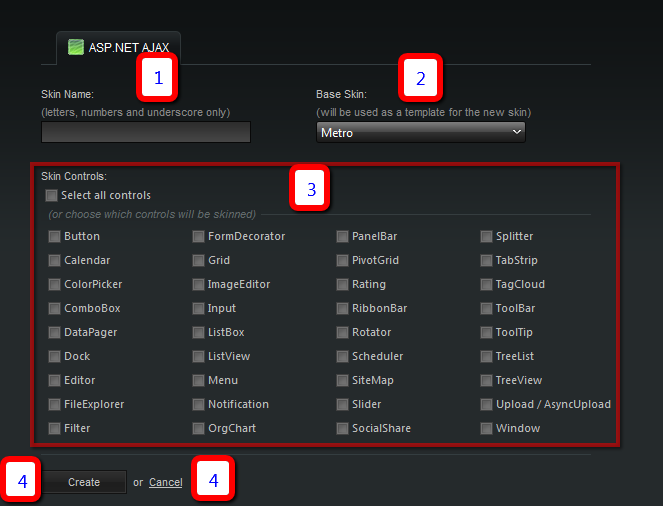 ASP.NET AJAX
1
2
Skin Name:
Base Skin:
(letters, numbers and underscore only)
(will be used as a template for the new skin)
Metro
Skin Controls:
3
Select all controls
(or choose which controls will be skinned)
Button FormDecorator PanelBar Splitter
Calendar Grid PivotGrid TabStrip
ColorPicker ImageEditor Rating TagCloud
ComboBox Input RibbonBar ToolBar
DataPager ListBox Rotator ToolTip
Dock ListView Scheduler TreeList
Editor Menu SiteMap TreeView
FileExplorer Notification Slider Upload / AsyncUpload
Filter OrgChart SocialShare Window
4 Create or Cancel 4